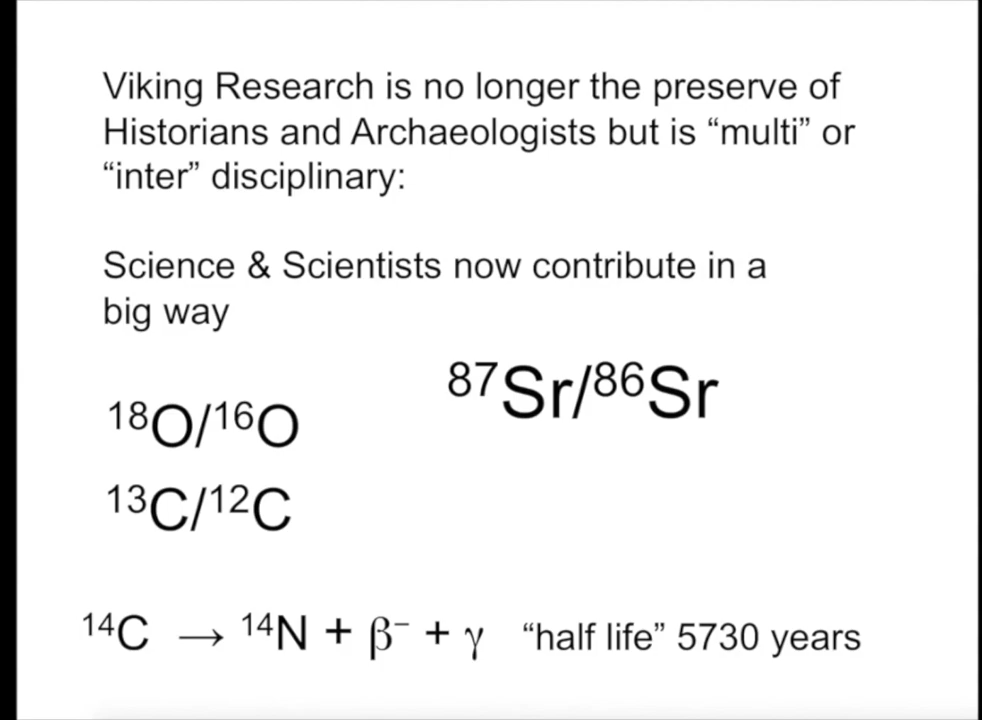 Viking Research is no longer the preserve of
Historians and Archaeologists but is “multi” or
“inter” disciplinary:
Science & Scientists now contribute in a
big way
⁸⁷Sr/⁸⁶Sr
¹⁸O/¹⁶O
¹³C/¹²C
¹⁴C → ¹⁴N + β⁻ + γ “half life” 5730 years